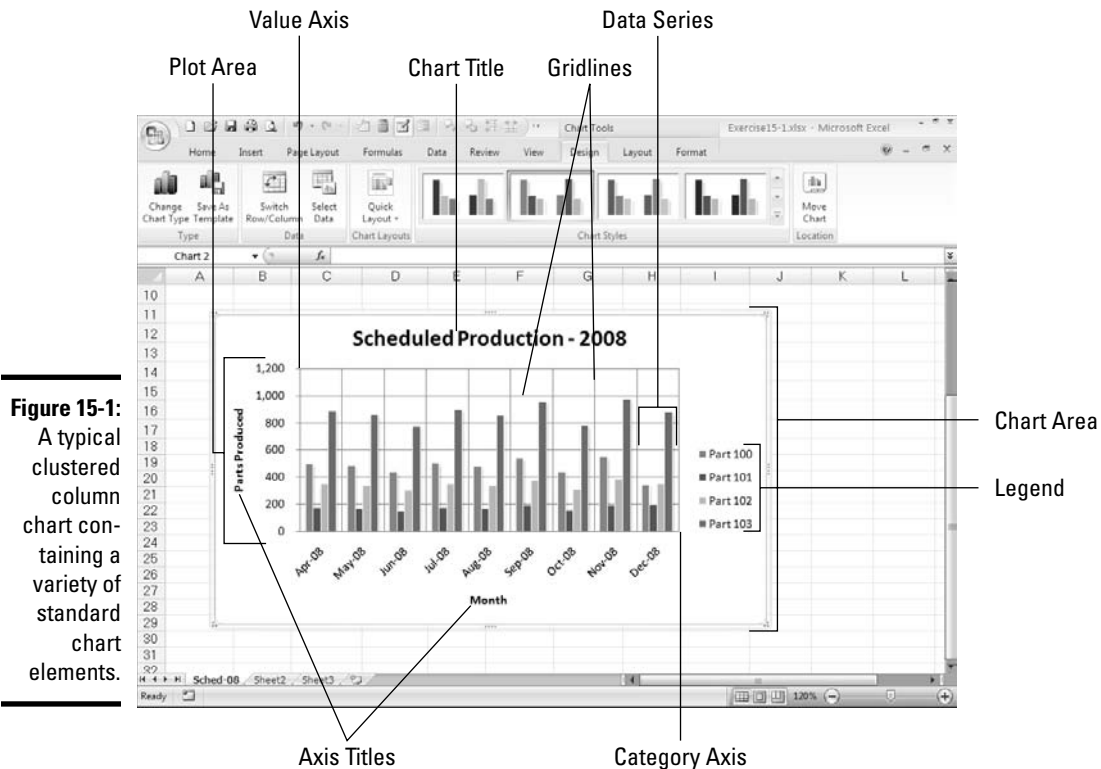 Value Axis
Data Series
Plot Area
Chart Title
Gridlines
Chart Tools
Exercise15-1.xlsx - Microsoft Excel
Home Insert Page Layout Formulas Data Review View Design Layout Format
Change
Chart Type
Save As
Template
Switch
Row/Column
Select
Data
Quick
Layout
Move
Chart
Type Data Chart Layouts Chart Styles Location
Chart 2
fx
A B C D E F G H I J K L
10
11
12
13
14
15
16
17
18
19
20
21
22
23
24
25
26
27
28
29
30
31
32
Scheduled Production - 2008
1,200
1,000
800
600
400
200
0
Parts Produced
Apr-08 May-08 Jun-08 Jul-08 Aug-08 Sep-08 Oct-08 Nov-08 Dec-08
Month
Part 100
Part 101
Part 102
Part 103
Chart Area
Legend
Figure 15-1:
A typical
clustered
column
chart con-
taining a
variety of
standard
chart
elements.
Sched-08 Sheet2 Sheet3
Ready
120%
Axis Titles
Category Axis